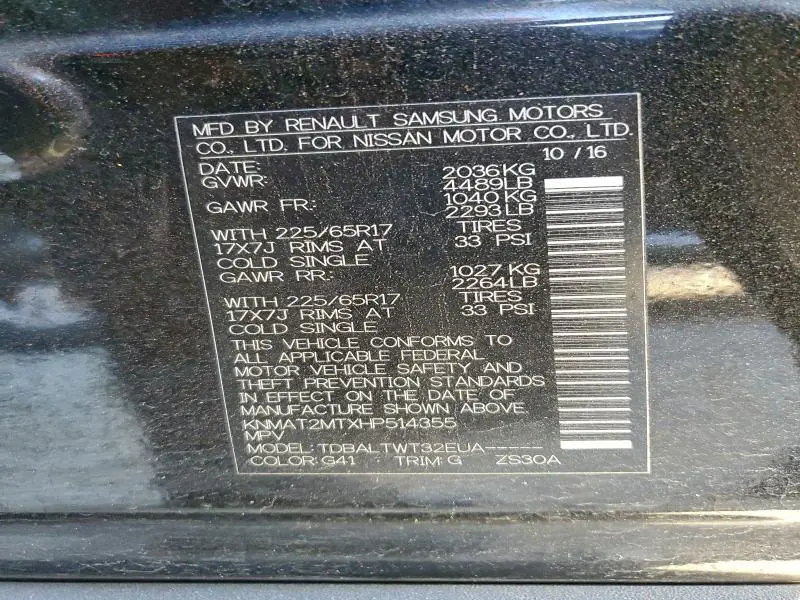 MFD BY RENAULT SAMSUNG MOTORS
CO., LTD. FOR NISSAN MOTOR CO., LTD.
DATE: 10 / 16
GVWR: 2036 KG
4489 LB
GAWR FR: 1040 KG
2293 LB
WITH 225/65R17 TIRES
17X7J RIMS AT 33 PSI
COLD SINGLE
GAWR RR: 1027 KG
2264 LB
WITH 225/65R17 TIRES
17X7J RIMS AT 33 PSI
COLD SINGLE
THIS VEHICLE CONFORMS TO
ALL APPLICABLE FEDERAL
MOTOR VEHICLE SAFETY AND
THEFT PREVENTION STANDARDS
IN EFFECT ON THE DATE OF
MANUFACTURE SHOWN ABOVE.
KNMAT2MTXHP514355
MPV
MODEL: TDBALTWT32EUA-----
COLOR: G41 TRIM: G ZS30A